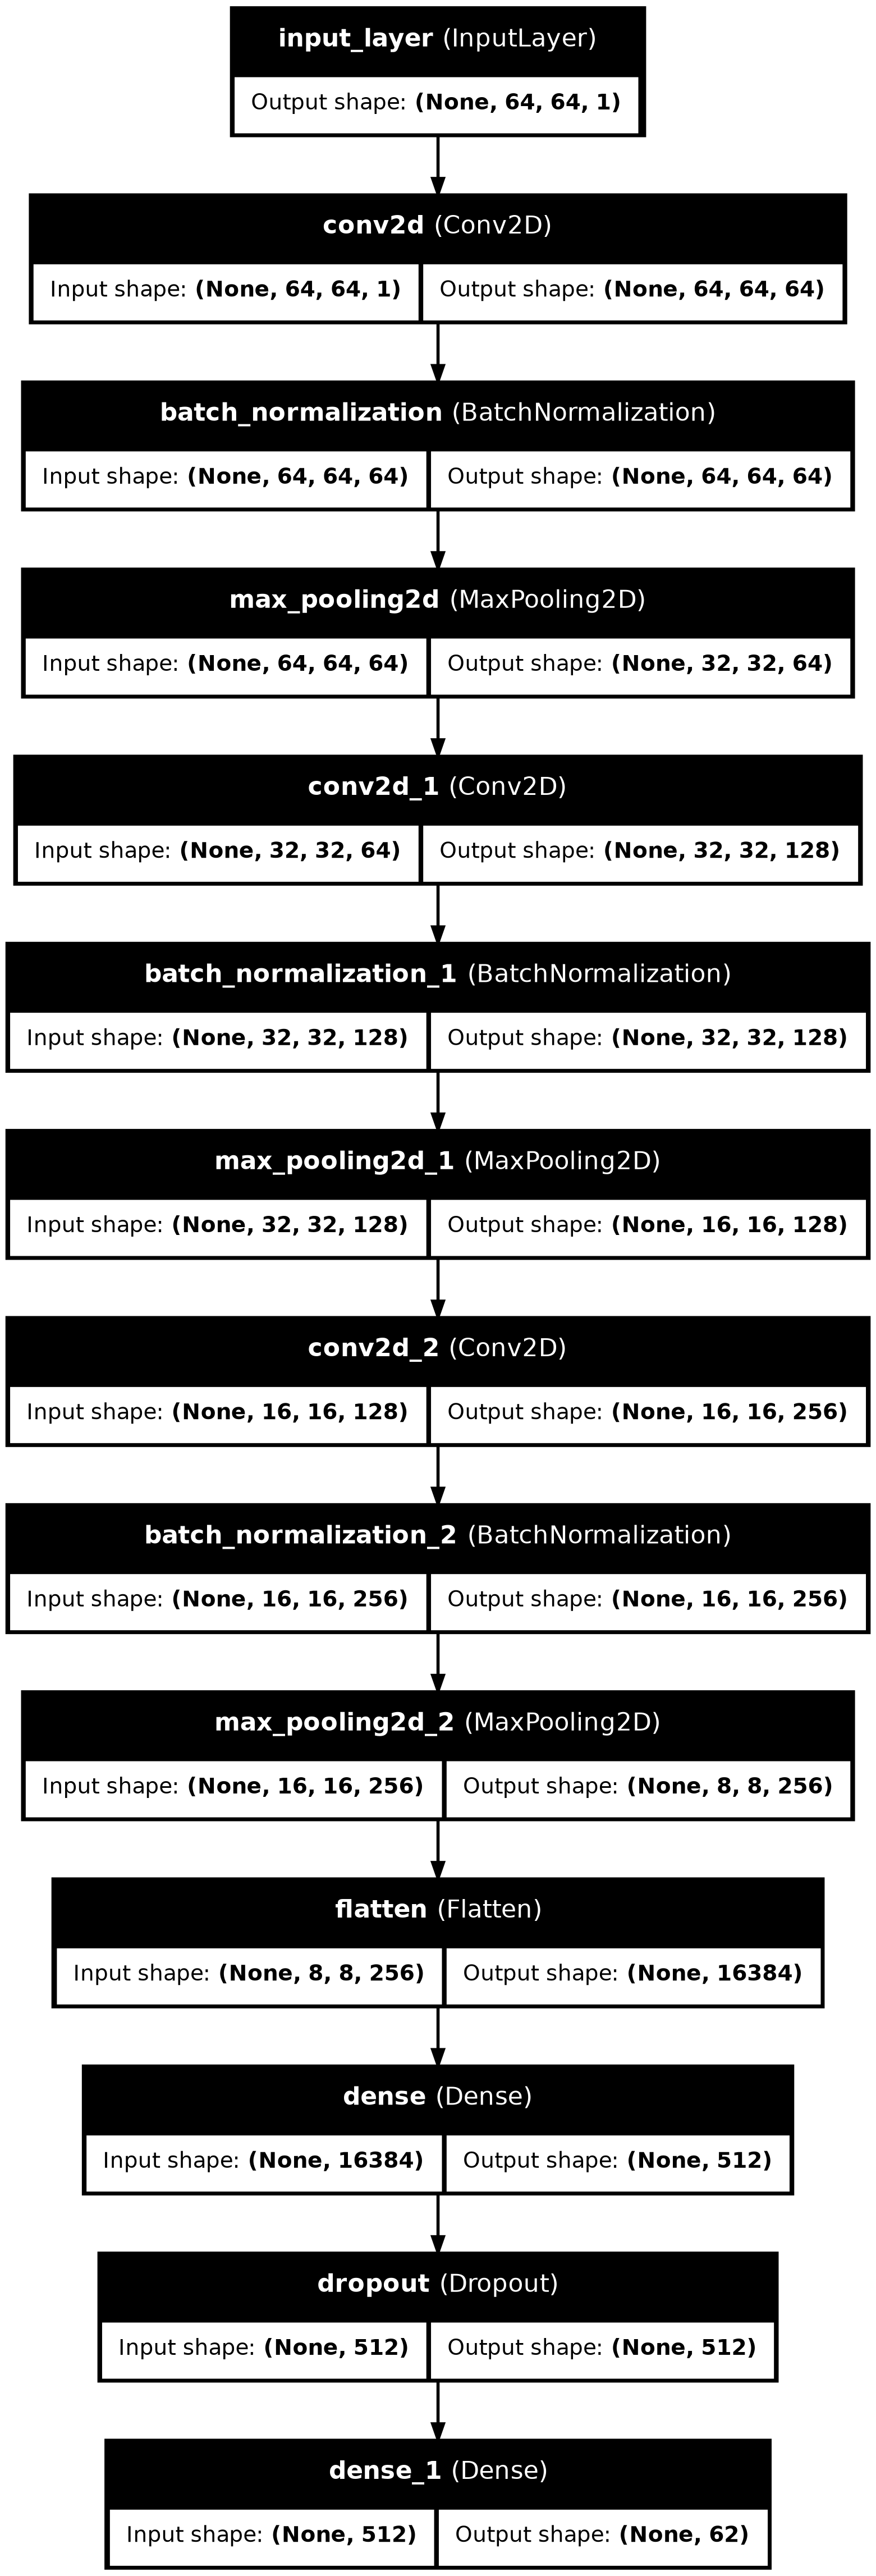 input_layer (InputLayer)
Output shape: (None, 64, 64, 1)
conv2d (Conv2D)
Input shape: (None, 64, 64, 1) Output shape: (None, 64, 64, 64)
batch_normalization (BatchNormalization)
Input shape: (None, 64, 64, 64) Output shape: (None, 64, 64, 64)
max_pooling2d (MaxPooling2D)
Input shape: (None, 64, 64, 64) Output shape: (None, 32, 32, 64)
conv2d_1 (Conv2D)
Input shape: (None, 32, 32, 64) Output shape: (None, 32, 32, 128)
batch_normalization_1 (BatchNormalization)
Input shape: (None, 32, 32, 128) Output shape: (None, 32, 32, 128)
max_pooling2d_1 (MaxPooling2D)
Input shape: (None, 32, 32, 128) Output shape: (None, 16, 16, 128)
conv2d_2 (Conv2D)
Input shape: (None, 16, 16, 128) Output shape: (None, 16, 16, 256)
batch_normalization_2 (BatchNormalization)
Input shape: (None, 16, 16, 256) Output shape: (None, 16, 16, 256)
max_pooling2d_2 (MaxPooling2D)
Input shape: (None, 16, 16, 256) Output shape: (None, 8, 8, 256)
flatten (Flatten)
Input shape: (None, 8, 8, 256) Output shape: (None, 16384)
dense (Dense)
Input shape: (None, 16384) Output shape: (None, 512)
dropout (Dropout)
Input shape: (None, 512) Output shape: (None, 512)
dense_1 (Dense)
Input shape: (None, 512) Output shape: (None, 62)